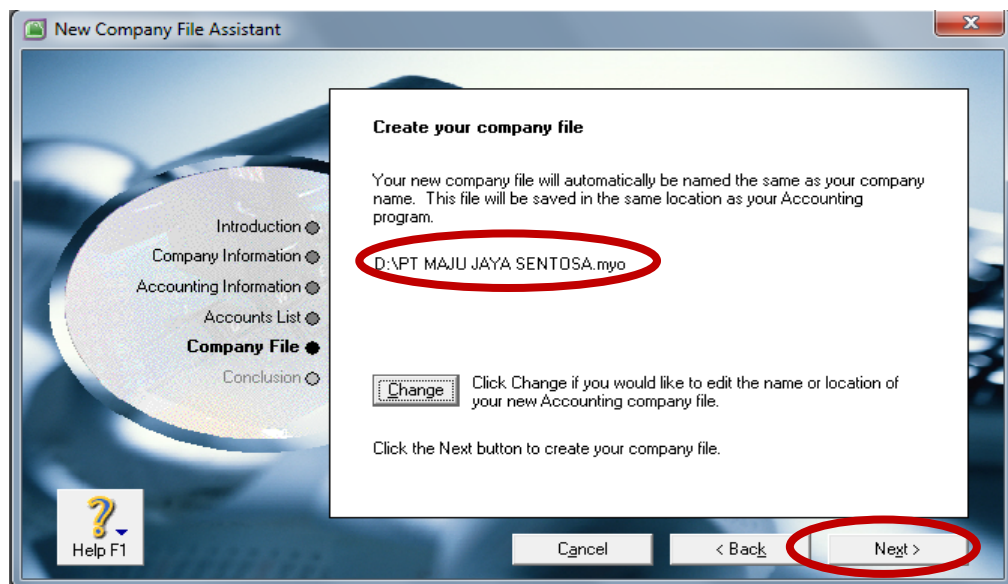 New Company File Assistant
Create your company file
Your new company file will automatically be named the same as your company
name. This file will be saved in the same location as your Accounting
program.
D:\PT MAJU JAYA SENTOSA.myo
Introduction
Company Information
Accounting Information
Accounts List
Company File
Conclusion
Change
Click Change if you would like to edit the name or location of
your new Accounting company file.
Click the Next button to create your company file.
Help F1
Cancel
< Back
Next >